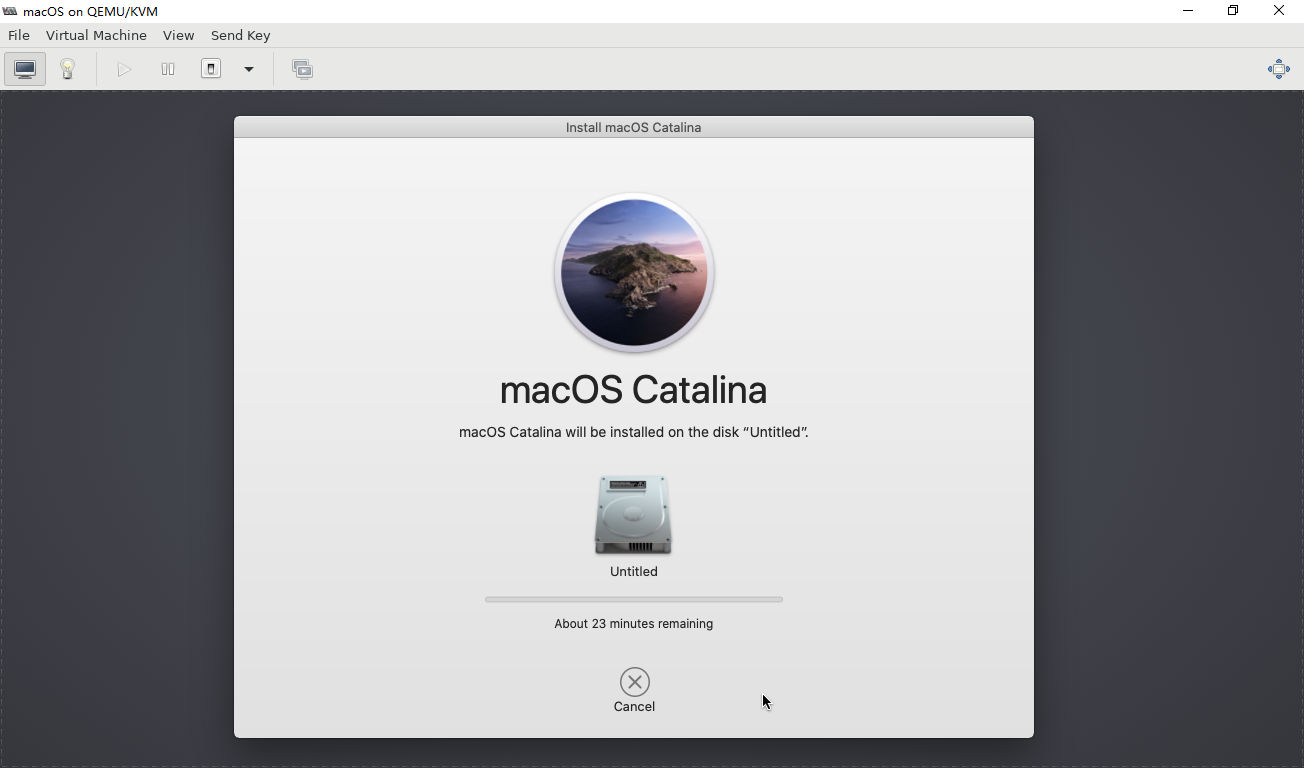 macOS on QEMU/KVM
File Virtual Machine View Send Key
Install macOS Catalina
macOS Catalina
macOS Catalina will be installed on the disk “Untitled”.
Untitled
About 23 minutes remaining
Cancel